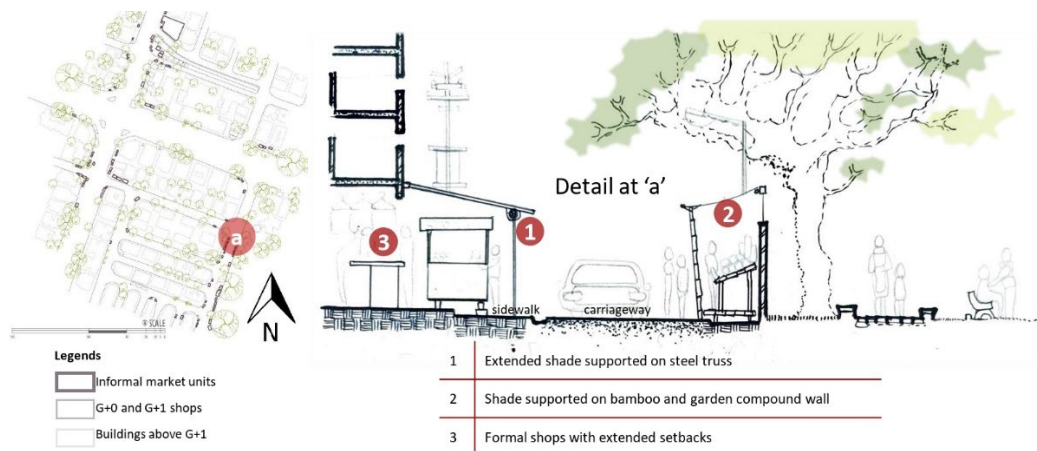 a
SCALE
N
Legends
Informal market units
G+0 and G+1 shops
Buildings above G+1
Detail at ‘a’
1
2
3
sidewalk
carriageway
1 Extended shade supported on steel truss
2 Shade supported on bamboo and garden compound wall
3 Formal shops with extended setbacks